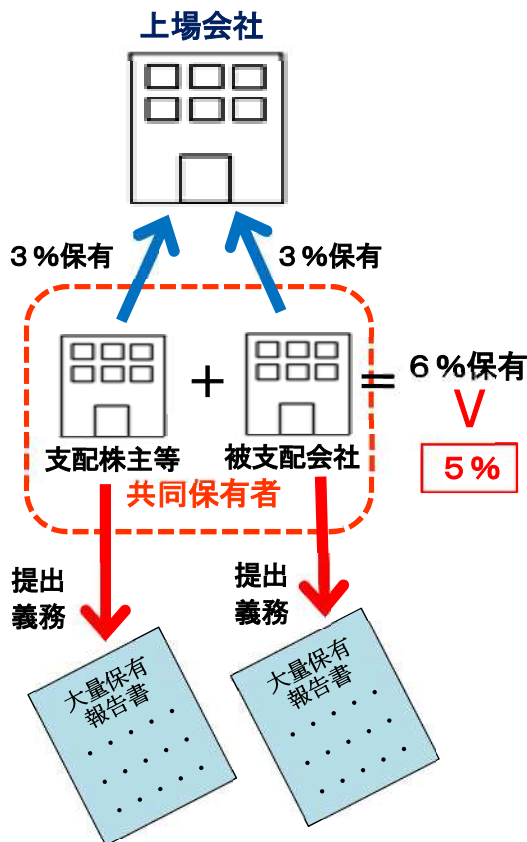 上場会社
３%保有
３%保有
＋
＝
６%保有
Ｖ
５%
支配株主等
被支配会社
共同保有者
提出
義務
提出
義務
大量保有
報告書
大量保有
報告書